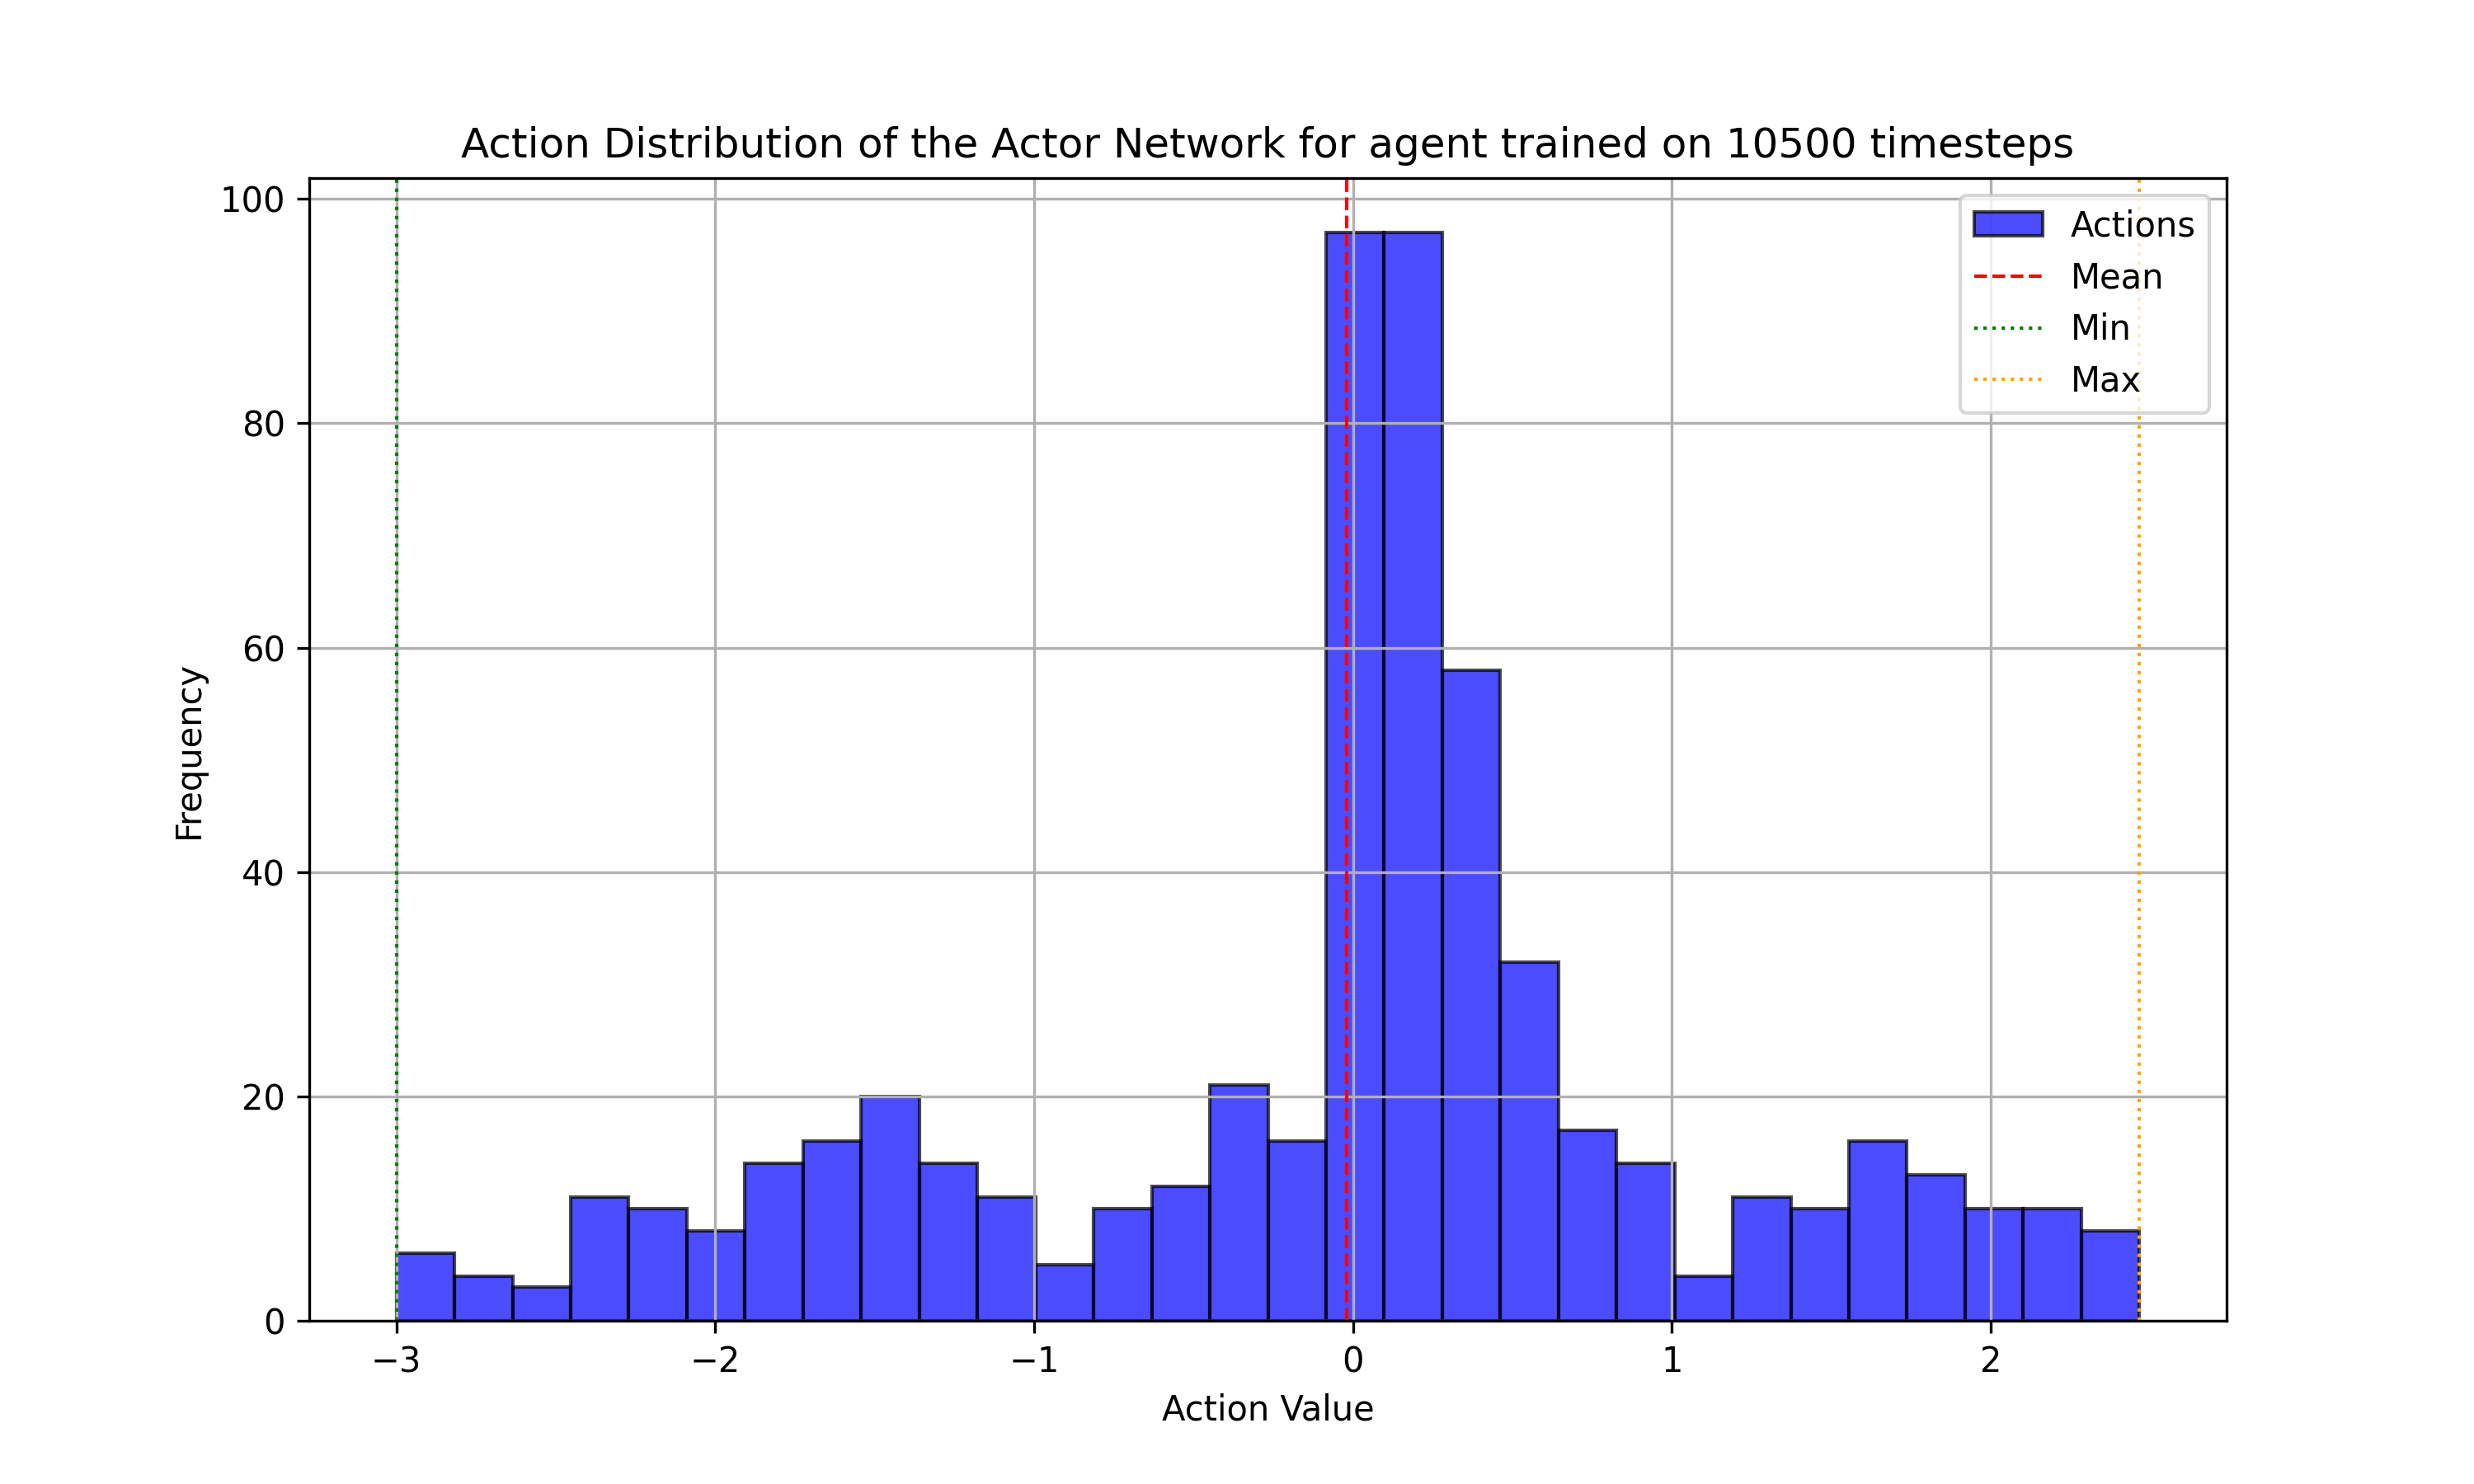 Action Distribution of the Actor Network for agent trained on 10500 timesteps
100
80
60
40
20
0
Frequency
−3
−2
−1
0
1
2
Action Value
Actions
Mean
Min
Max